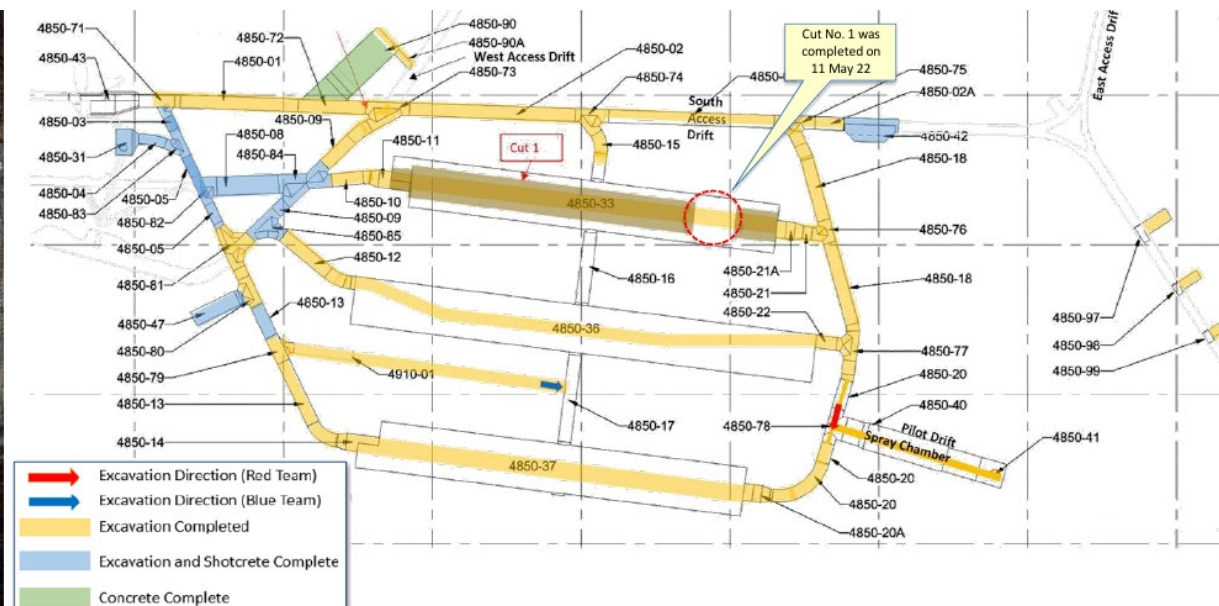 4850-71
4850-43
4850-72
4850-01
4850-90
4850-90A
West Access Drift
4850-73
4850-02
4850-74
Cut No. 1 was
completed on
11 May 22
4850-75
4850-02A
East Access Drift
South
Access
Drift
4850-42
4850-03
4850-09
4850-08
4850-84
4850-11
Cut 1
4850-15
4850-18
4850-31
4850-04
4850-83
4850-05
4850-82
4850-10
4850-33
4850-09
4850-85
4850-76
4850-05
4850-12
4850-16
4850-21A
4850-21
4850-18
4850-81
4850-13
4850-22
4850-47
4850-36
4850-97
4850-80
4850-77
4850-98
4850-79
4910-01
4850-20
4850-99
4850-13
4850-40
4850-17
4850-78
Pilot Drift
Spray Chamber
4850-41
4850-14
4850-37
4850-20
4850-20
4850-20A
Excavation Direction (Red Team)
Excavation Direction (Blue Team)
Excavation Completed
Excavation and Shotcrete Complete
Concrete Complete